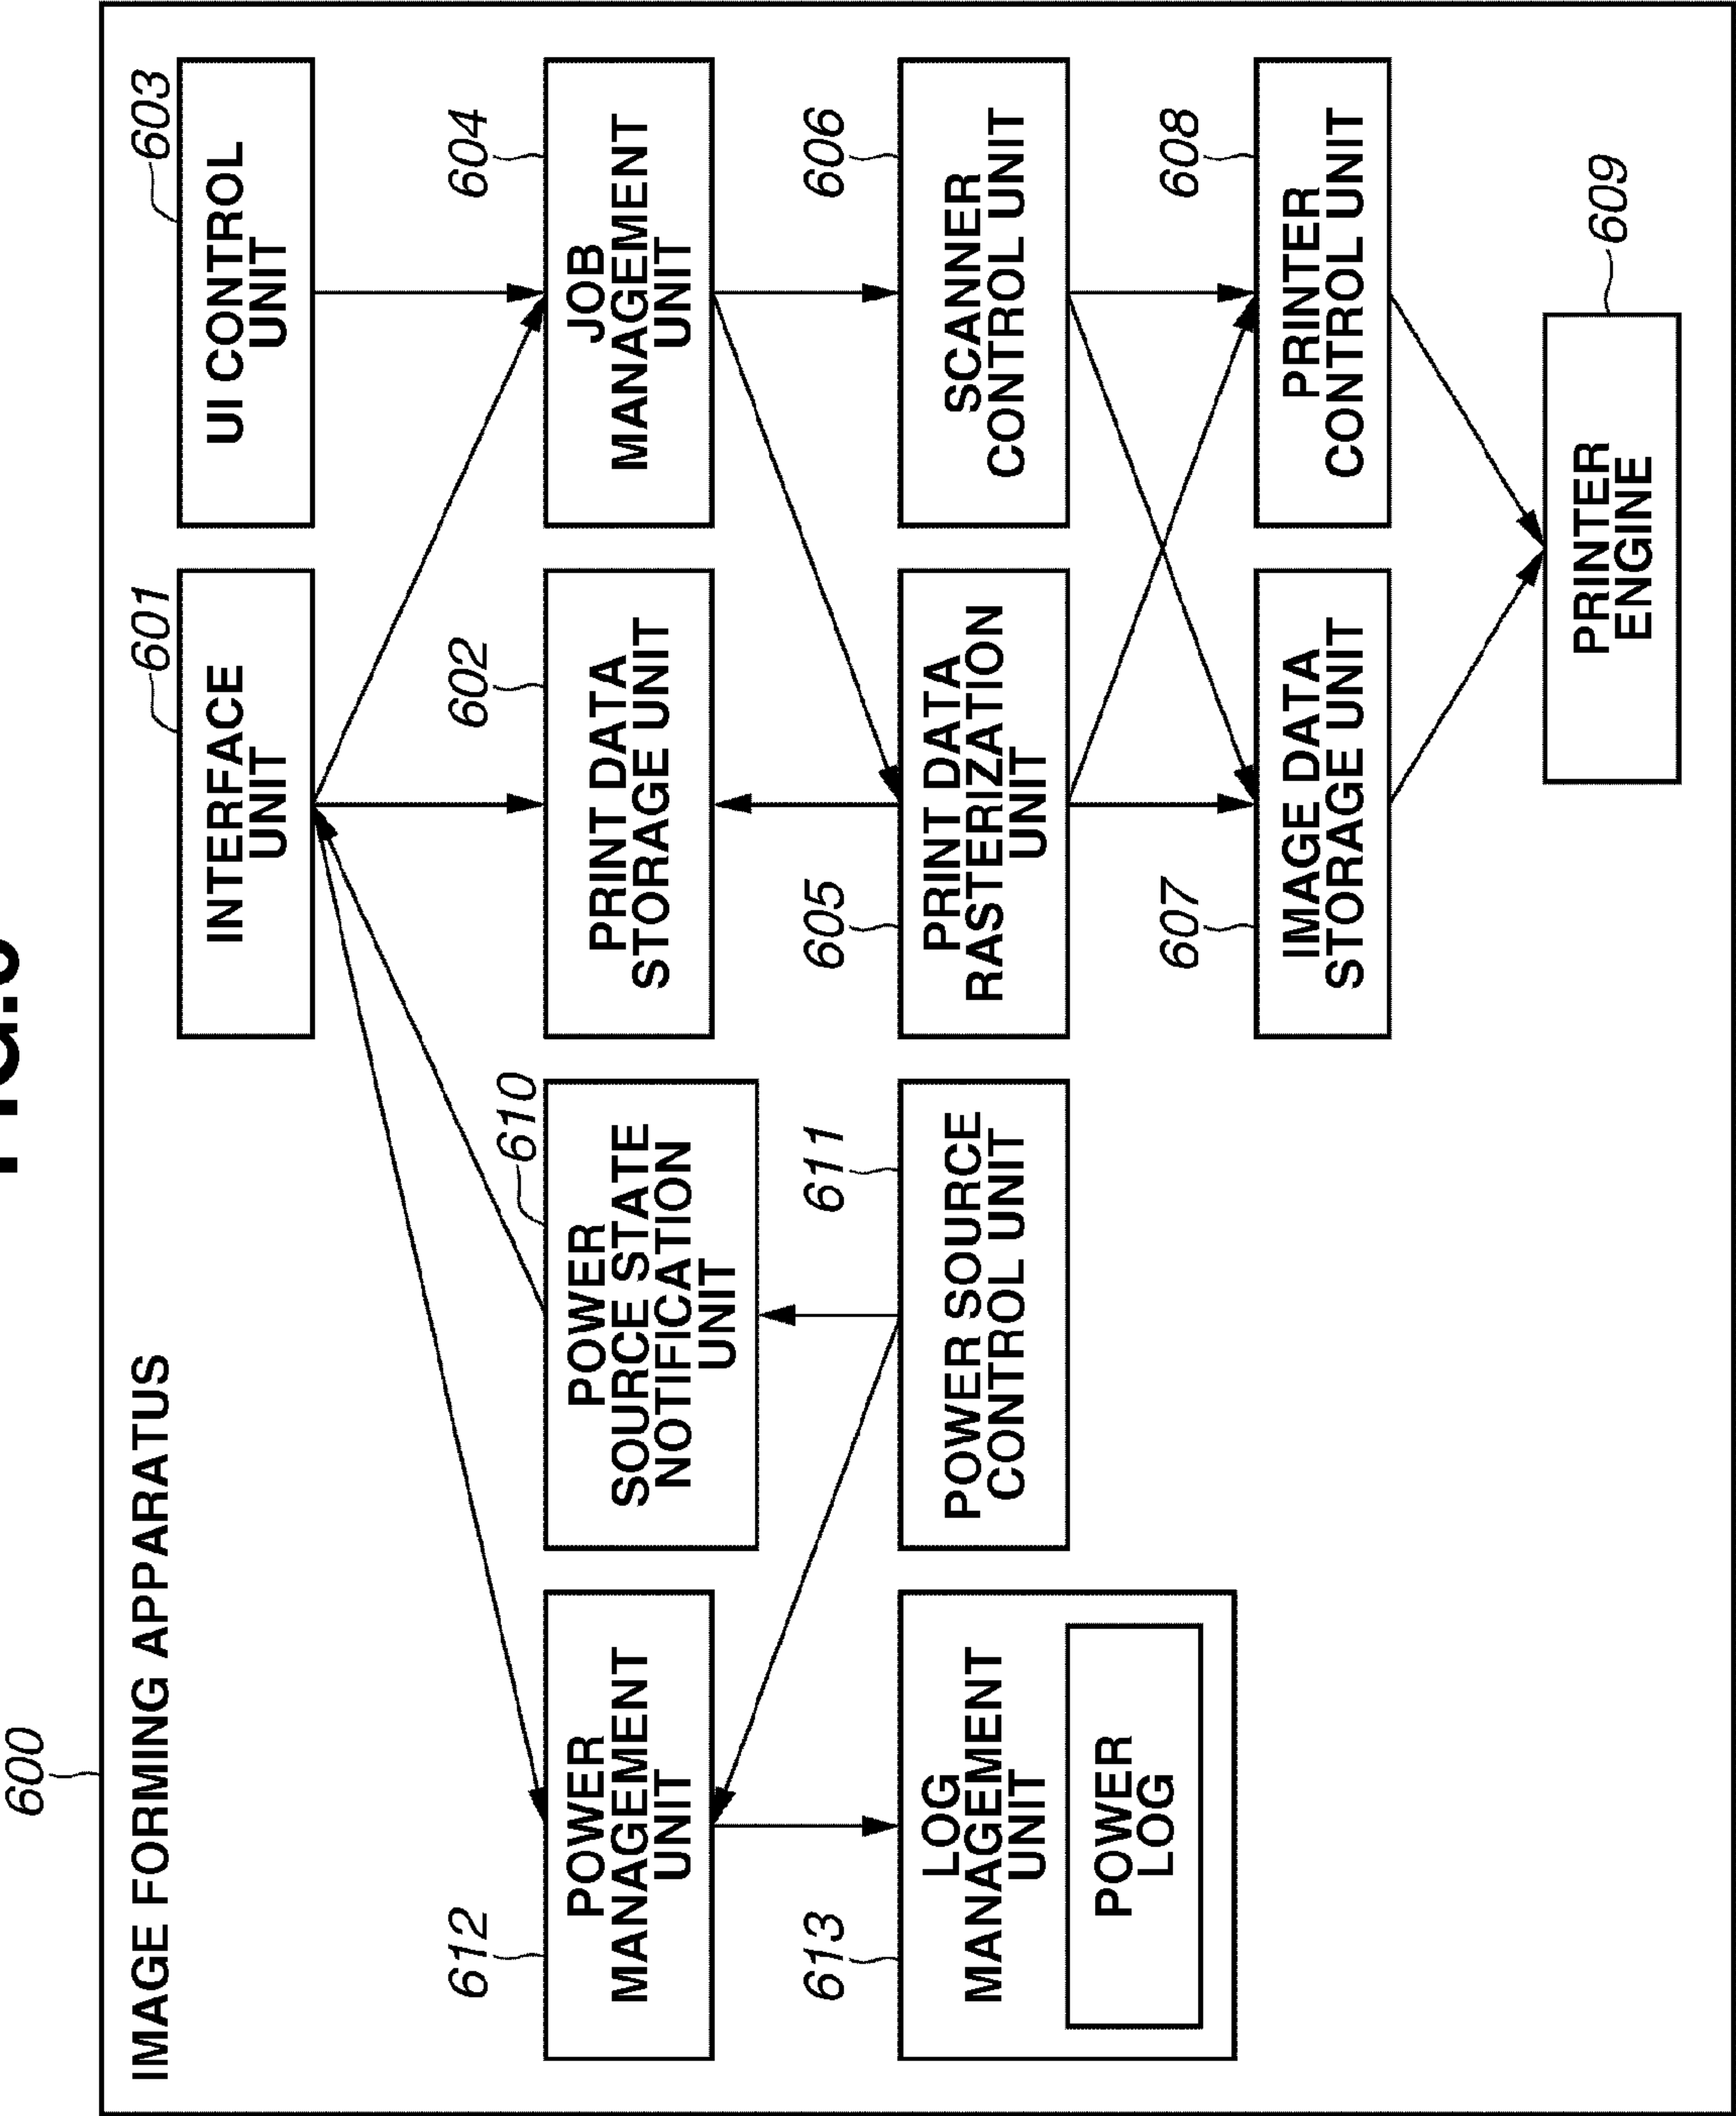 600
IMAGE FORMING APPARATUS
601
INTERFACE
UNIT
603
UI CONTROL
UNIT
612
POWER
MANAGEMENT
UNIT
610
POWER
SOURCE STATE
NOTIFICATION
UNIT
602
PRINT DATA
STORAGE UNIT
604
JOB
MANAGEMENT
UNIT
613
LOG
MANAGEMENT
UNIT
POWER
LOG
611
POWER SOURCE
CONTROL UNIT
605
PRINT DATA
RASTERIZATION
UNIT
606
SCANNER
CONTROL UNIT
607
IMAGE DATA
STORAGE UNIT
608
PRINTER
CONTROL UNIT
609
PRINTER
ENGINE